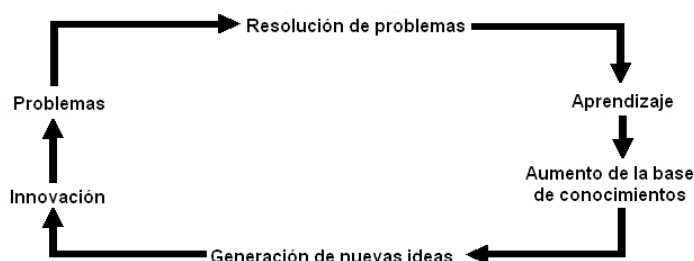 Resolución de problemas
Problemas
Aprendizaje
Aumento de la base
de conocimientos
Innovación
Generación de nuevas ideas